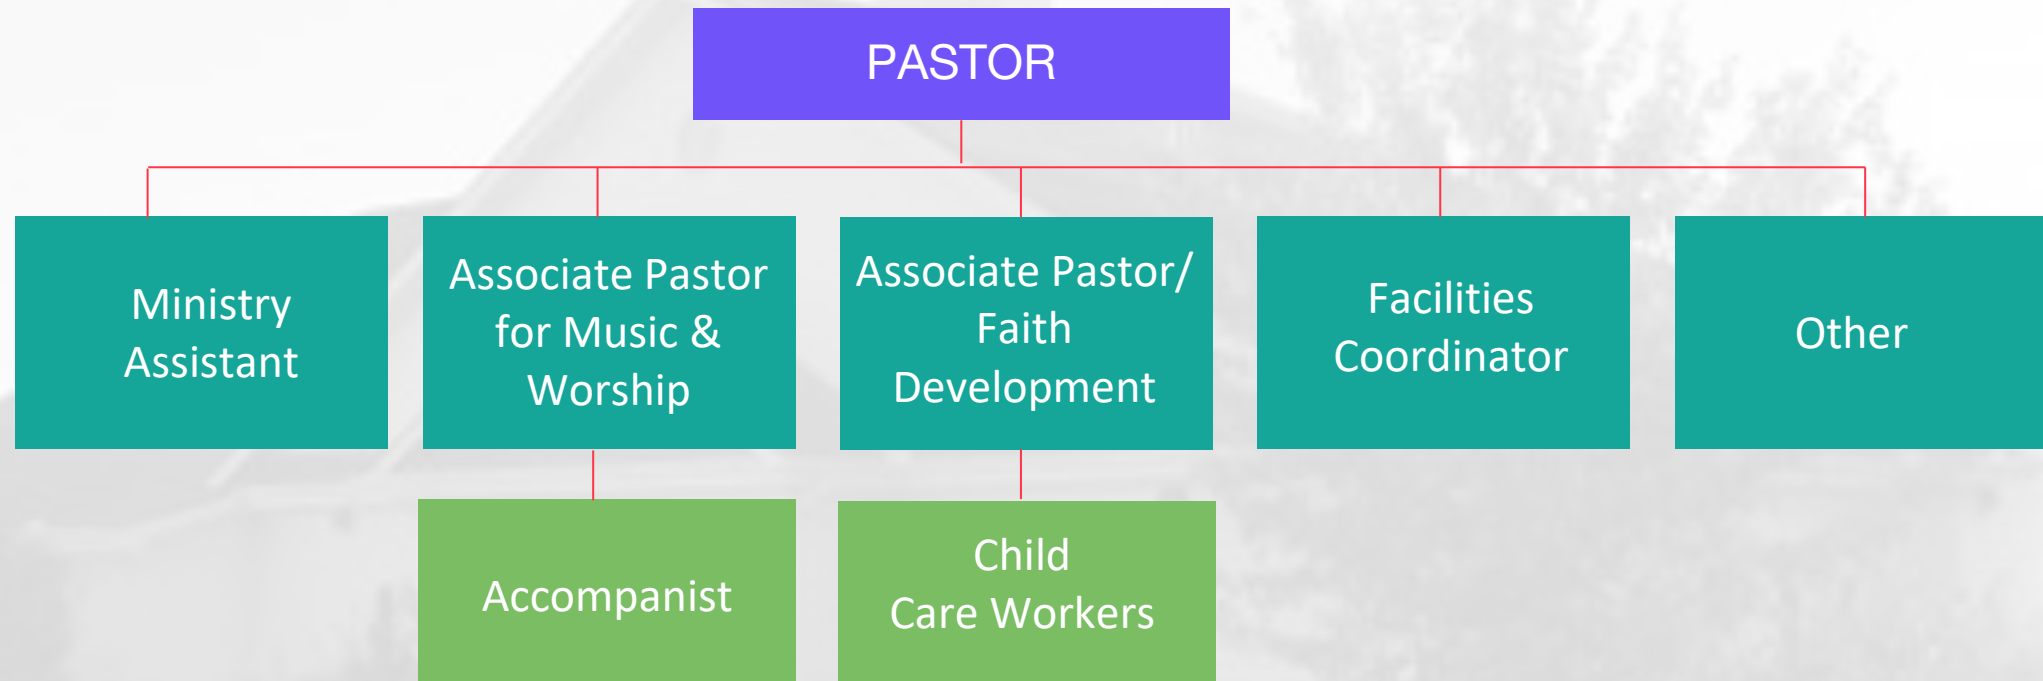 PASTOR
Ministry
Assistant
Associate Pastor
for Music &
Worship
Associate Pastor/
Faith
Development
Facilities
Coordinator
Other
Accompanist
Child
Care Workers